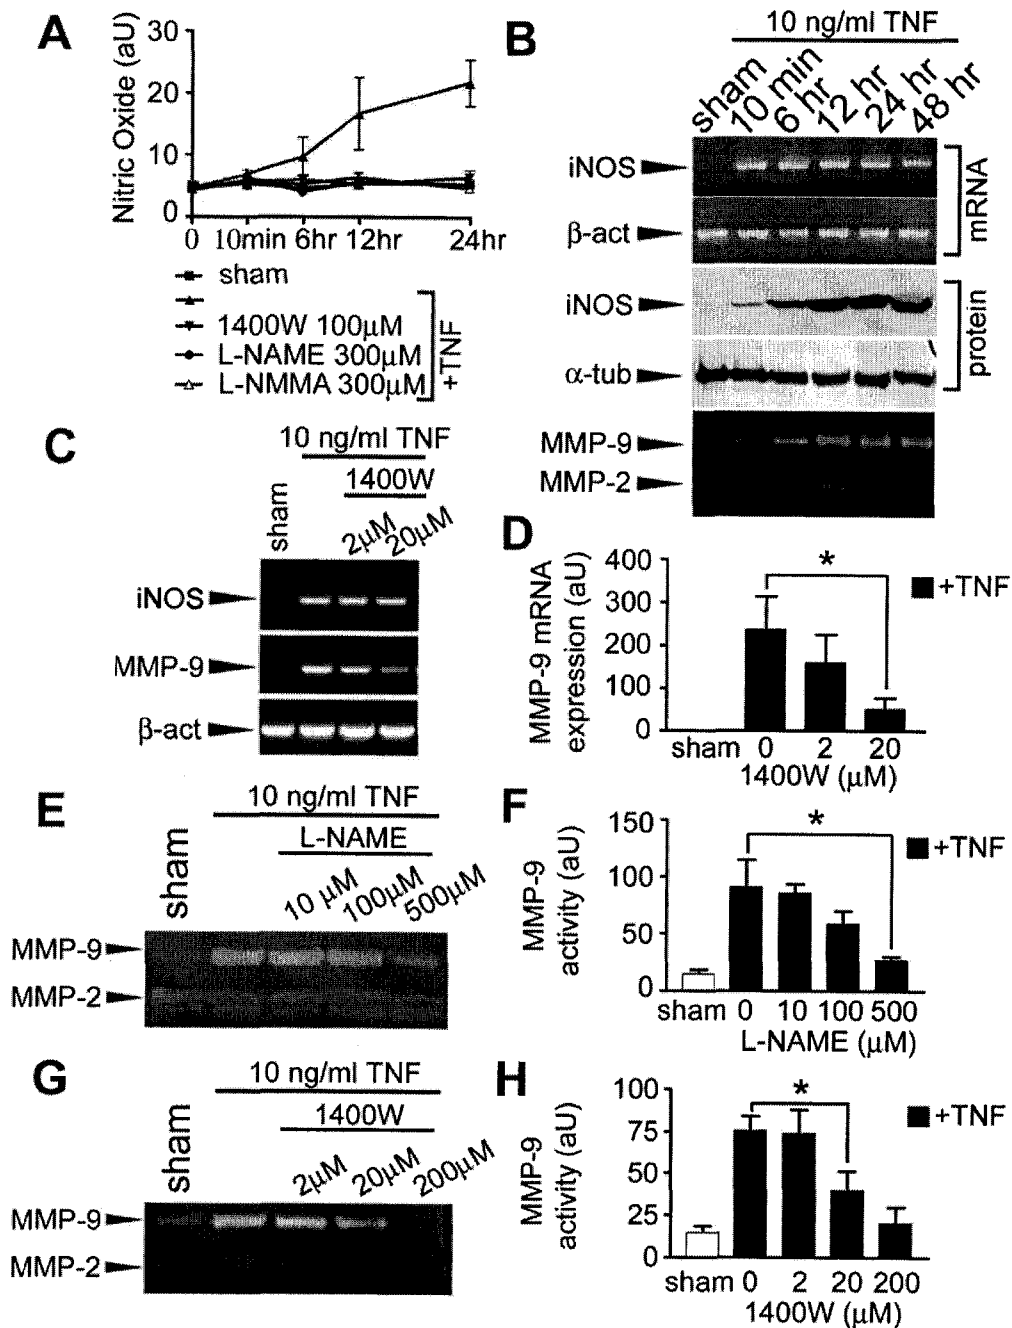 A
Nitric Oxide (aU)
30
20
10
0
0 10min 6hr 12hr 24hr
sham
1400W 100µM
L-NAME 300µM
L-NMMA 300µM
+TNF
B
10 ng/ml TNF
sham 10 min 6 hr 12 hr 24 hr 48 hr
iNOS
β-act
mRNA
iNOS
α-tub
protein
MMP-9
MMP-2
C
10 ng/ml TNF
1400W
sham 2µM 20µM
iNOS
MMP-9
β-act
D
MMP-9 mRNA
expression (aU)
400
300
200
100
0
sham 0 2 20
1400W (µM)
+TNF
*
E
10 ng/ml TNF
L-NAME
sham 10 µM 100µM 500µM
MMP-9
MMP-2
F
MMP-9
activity (aU)
150
100
50
0
sham 0 10 100 500
L-NAME (µM)
+TNF
*
G
10 ng/ml TNF
1400W
sham 2µM 20µM 200µM
MMP-9
MMP-2
H
MMP-9
activity (aU)
100
75
50
25
0
sham 0 2 20 200
1400W (µM)
+TNF
*